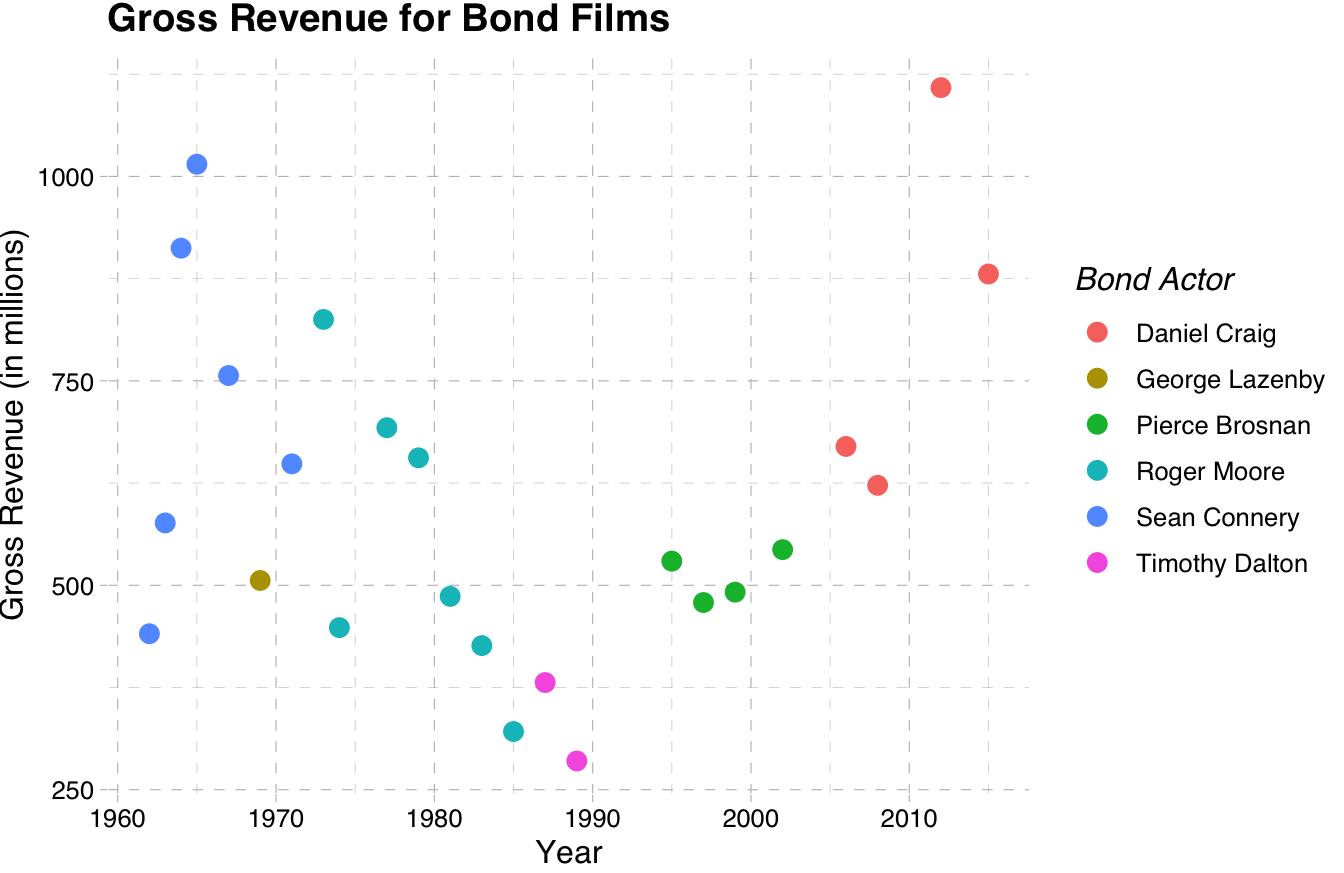 Gross Revenue for Bond Films
Gross Revenue (in millions)
1000
750
500
250
1960 1970 1980 1990 2000 2010
Year
Bond Actor
Daniel Craig
George Lazenby
Pierce Brosnan
Roger Moore
Sean Connery
Timothy Dalton